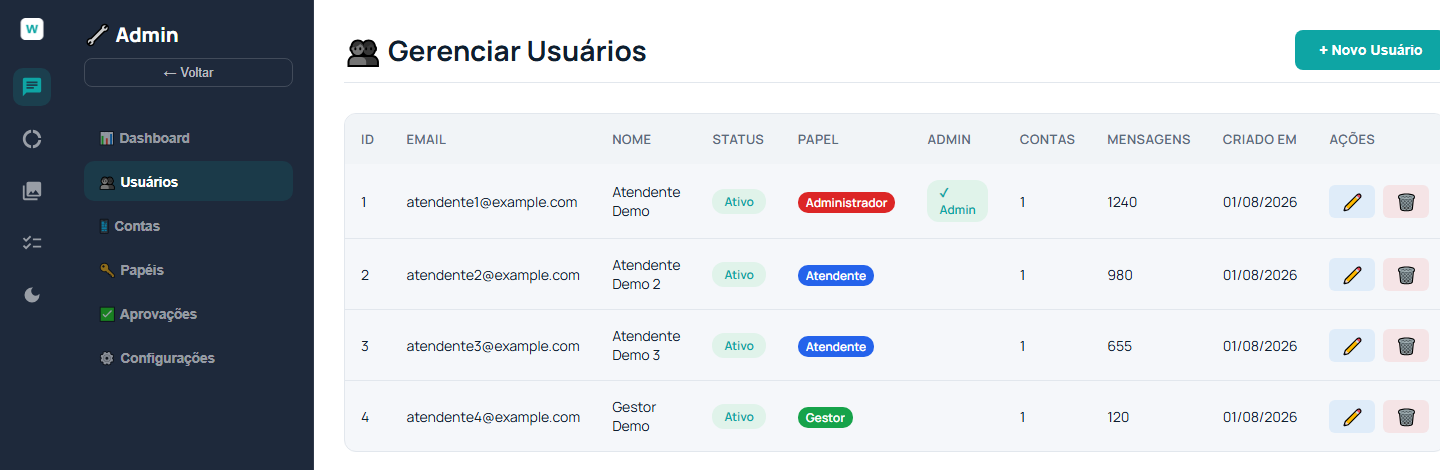 W
Admin
← Voltar
Dashboard
Usuários
Contas
Papéis
Aprovações
Configurações
Gerenciar Usuários
+ Novo Usuário
ID EMAIL NOME STATUS PAPEL ADMIN CONTAS MENSAGENS CRIADO EM AÇÕES
1 atendente1@example.com Atendente Demo Ativo Administrador ✓ Admin 1 1240 01/08/2026
2 atendente2@example.com Atendente Demo 2 Ativo Atendente 1 980 01/08/2026
3 atendente3@example.com Atendente Demo 3 Ativo Atendente 1 655 01/08/2026
4 atendente4@example.com Gestor Demo Ativo Gestor 1 120 01/08/2026